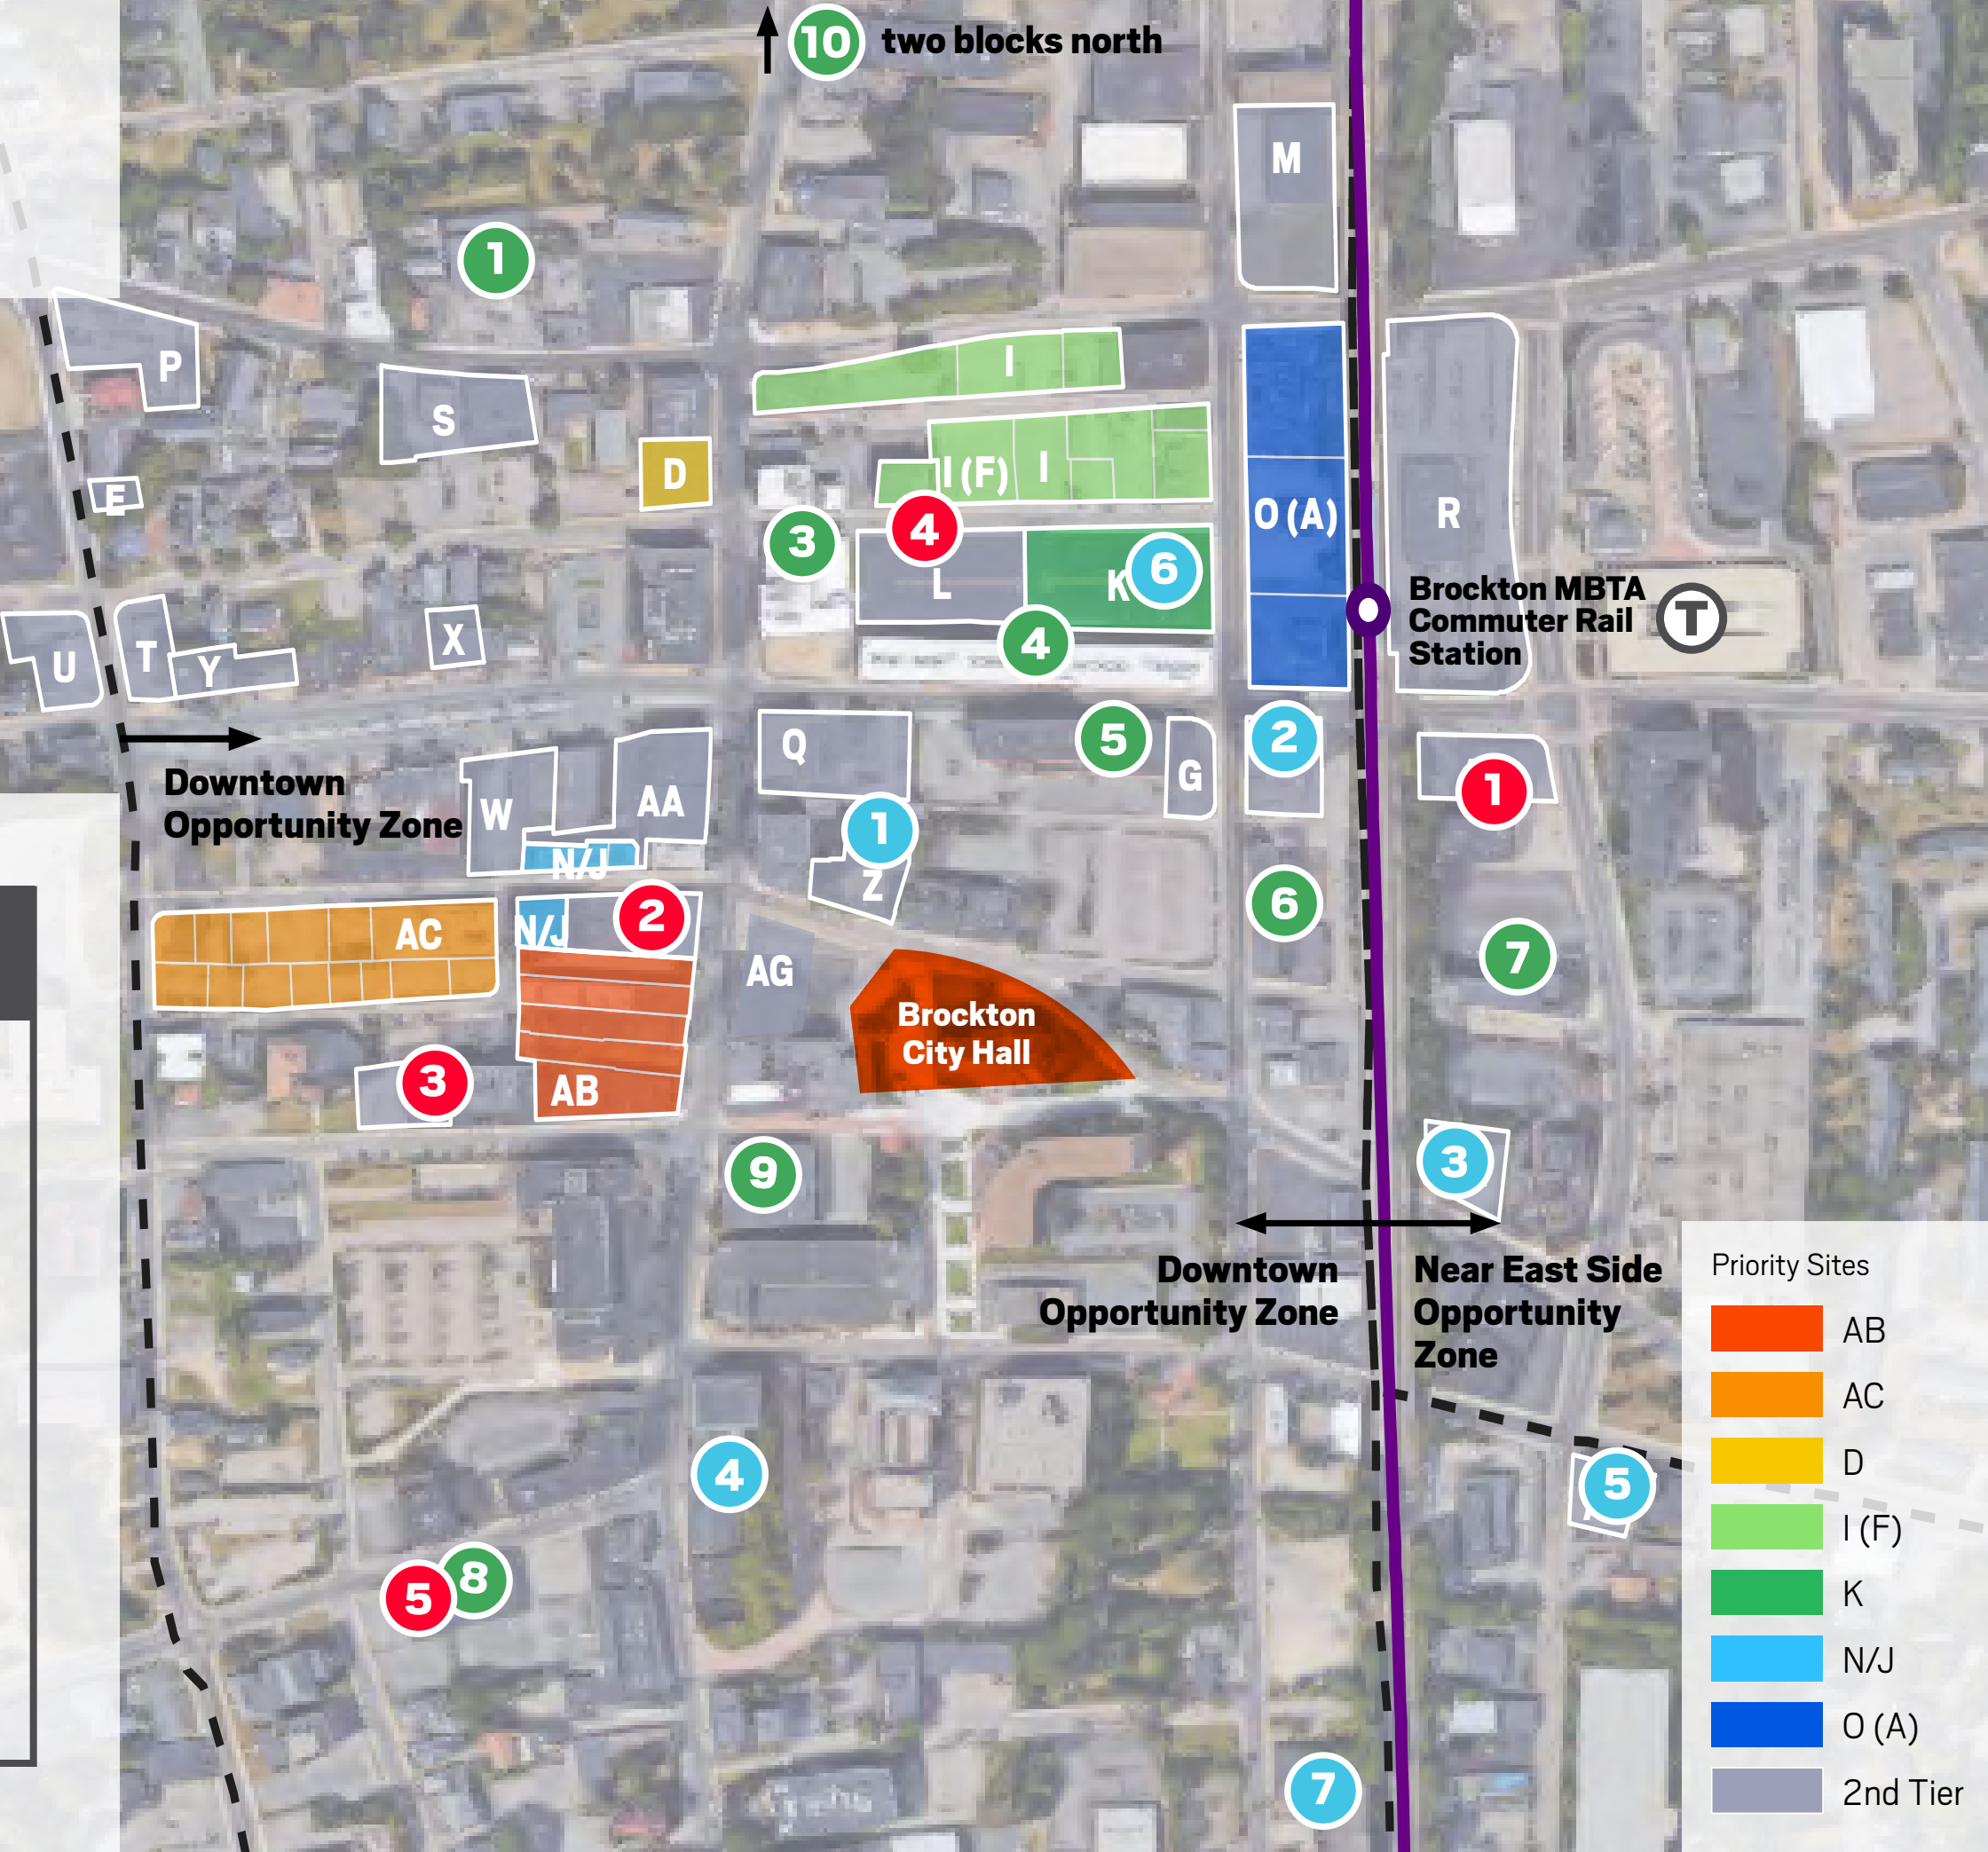 10 two blocks north
M
1
P
I
S
D
I (F)
I
E
O (A)
R
3
4
6
K
L
Brockton MBTA
Commuter Rail
Station
T
4
X
U
T
Y
Q
5
G
2
1
Downtown
Opportunity Zone
W
AA
1
N/J
Z
6
AC
N/J
2
7
AG
Brockton
City Hall
3
AB
9
3
Downtown
Opportunity Zone
Near East Side
Opportunity
Zone
4
5
5
8
7
Priority Sites
AB
AC
D
I (F)
K
N/J
O (A)
2nd Tier